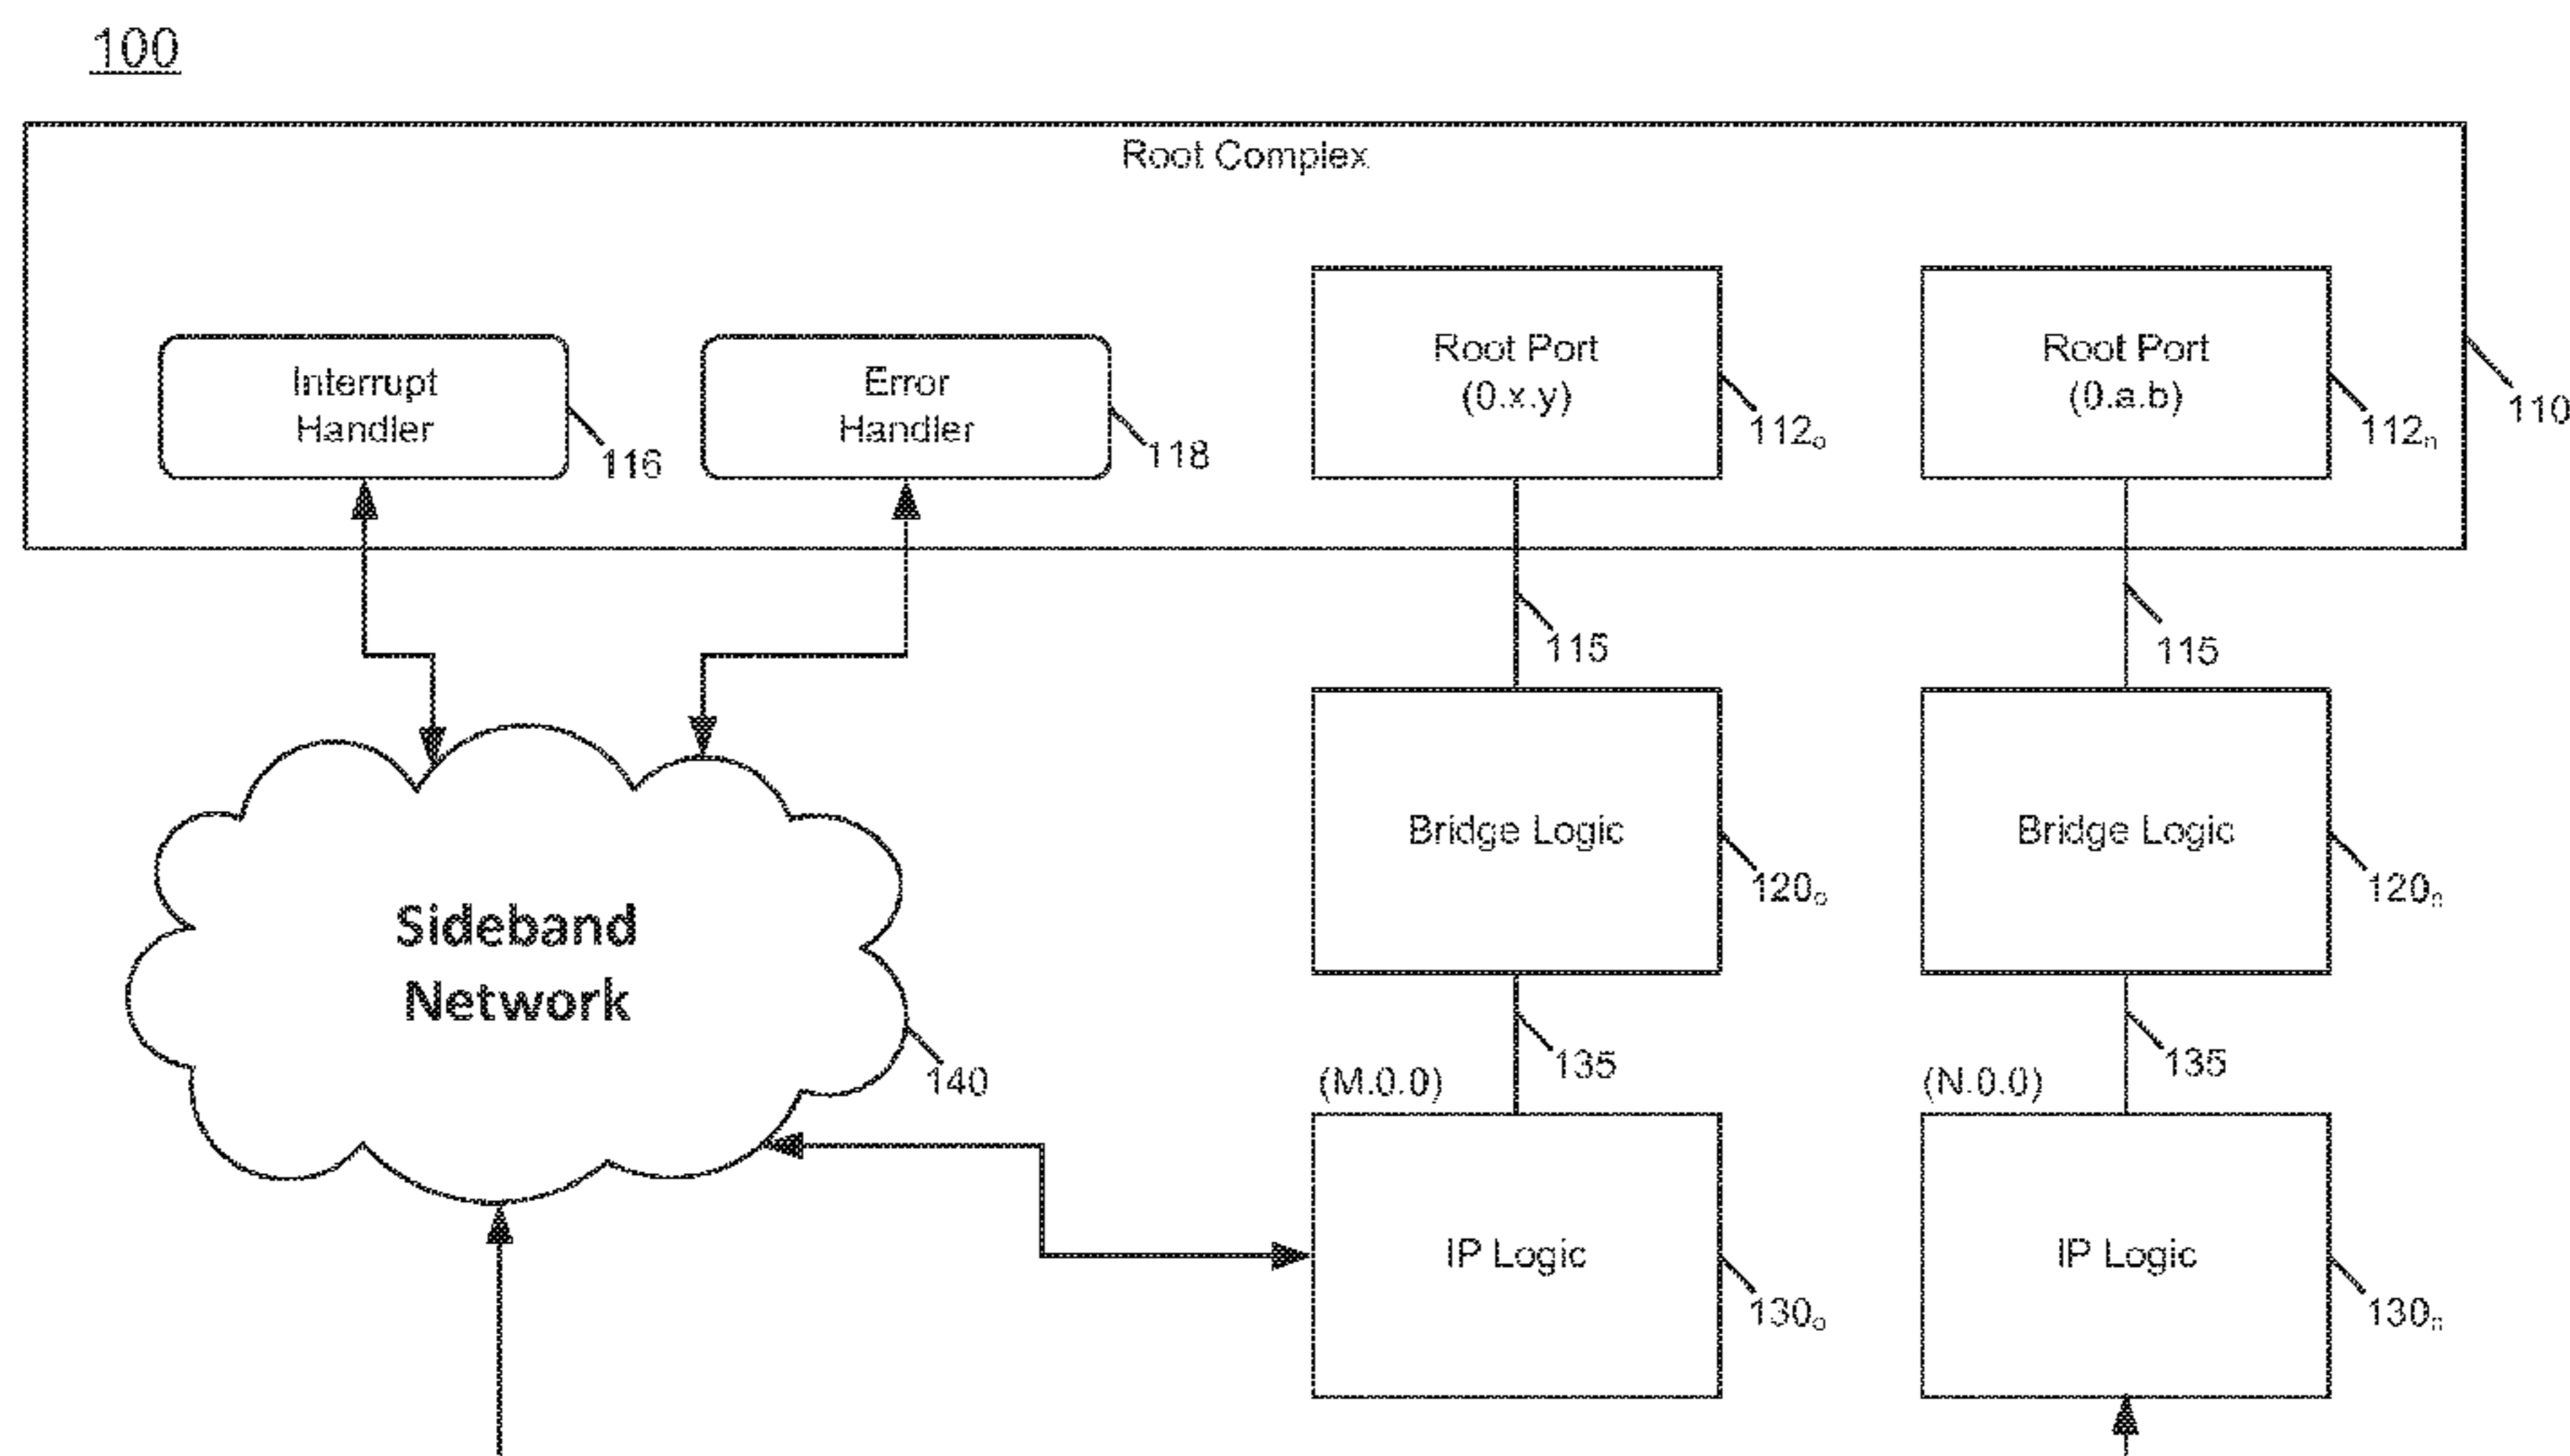 100
Root Complex
Interrupt
Handler
116
Error
Handler
118
Root Port
(0.x.y)
112₀
Root Port
(0.a.b)
112ₙ
110
115
115
Bridge Logic
120₀
Bridge Logic
120ₙ
Sideband
Network
140
135
135
(M.0.0)
(N.0.0)
IP Logic
130₀
IP Logic
130ₙ